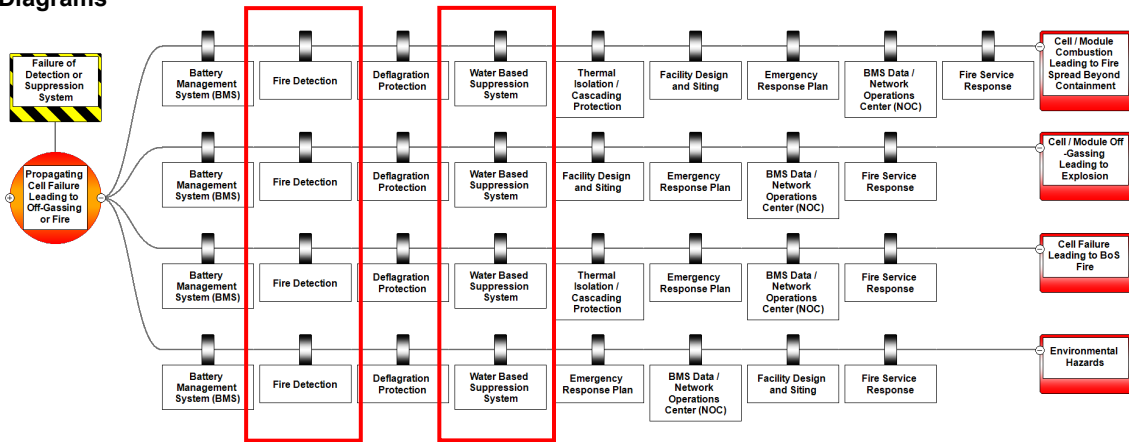 Diagrams
Failure of
Detection or
Suppression
System
Propagating
Cell Failure
Leading to
Off-Gassing
or Fire
Battery
Management
System (BMS)
Fire Detection
Deflagration
Protection
Water Based
Suppression
System
Thermal
Isolation /
Cascading
Protection
Facility Design
and Siting
Emergency
Response Plan
BMS Data /
Network
Operations
Center (NOC)
Fire Service
Response
Cell / Module
Combustion
Leading to Fire
Spread Beyond
Containment
Battery
Management
System (BMS)
Fire Detection
Deflagration
Protection
Water Based
Suppression
System
Facility Design
and Siting
Emergency
Response Plan
BMS Data /
Network
Operations
Center (NOC)
Fire Service
Response
Cell / Module Off
-Gassing
Leading to
Explosion
Battery
Management
System (BMS)
Fire Detection
Deflagration
Protection
Water Based
Suppression
System
Thermal
Isolation /
Cascading
Protection
Emergency
Response Plan
BMS Data /
Network
Operations
Center (NOC)
Fire Service
Response
Cell Failure
Leading to BoS
Fire
Battery
Management
System (BMS)
Fire Detection
Deflagration
Protection
Water Based
Suppression
System
Emergency
Response Plan
BMS Data /
Network
Operations
Center (NOC)
Facility Design
and Siting
Fire Service
Response
Environmental
Hazards